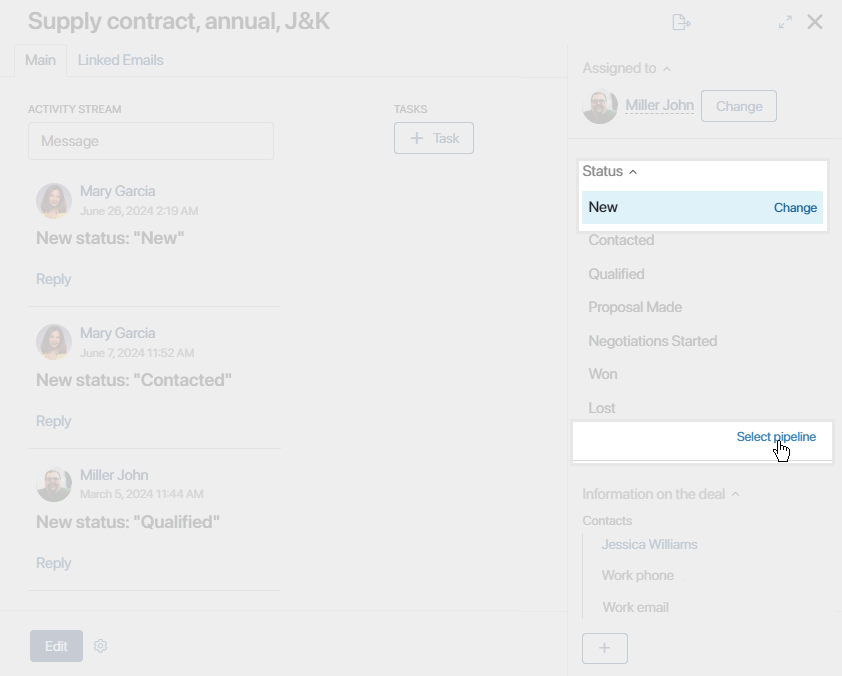 Supply contract, annual, J&K
Main
Linked Emails
ACTIVITY STREAM
Message
Mary Garcia
June 26, 2024 2:19 AM
New status: "New"
Reply
Mary Garcia
June 7, 2024 11:52 AM
New status: "Contacted"
Reply
Miller John
March 5, 2024 11:44 AM
New status: "Qualified"
Reply
Edit
TASKS
+ Task
Assigned to
Miller John
Change
Status
New
Change
Contacted
Qualified
Proposal Made
Negotiations Started
Won
Lost
Select pipeline
Information on the deal
Contacts
Jessica Williams
Work phone
Work email
+